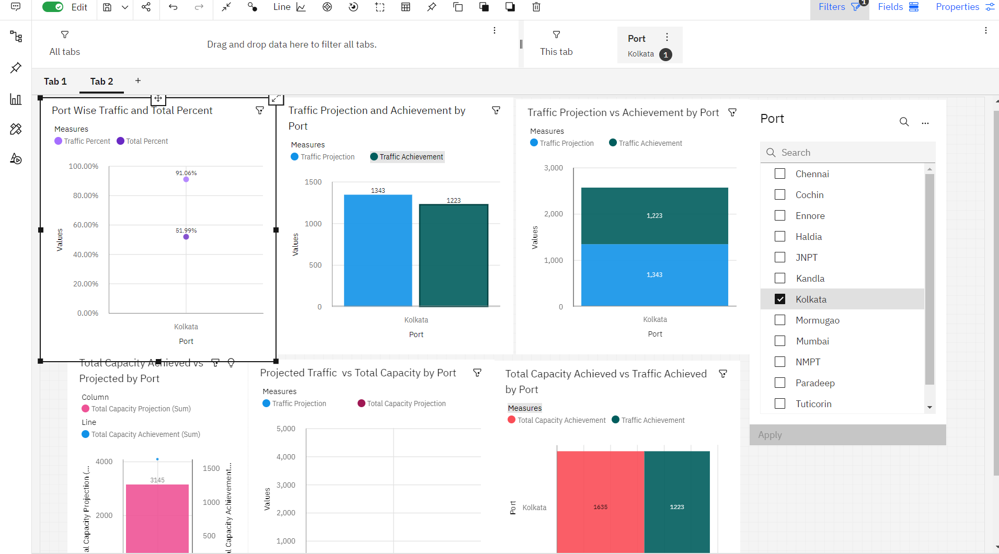 Edit
Line
Filters 1
Fields
Properties
All tabs
Drag and drop data here to filter all tabs.
This tab
Port
Kolkata 1
Tab 1
Tab 2
+
Port Wise Traffic and Total Percent
Measures
Traffic Percent
Total Percent
100.00%
80.00%
60.00%
40.00%
20.00%
0.00%
Values
91.06%
51.99%
Kolkata
Port
Traffic Projection and Achievement by
Port
Measures
Traffic Projection
Traffic Achievement
1500
1000
500
0
Values
1343
1223
Kolkata
Port
Traffic Projection vs Achievement by Port
Measures
Traffic Projection
Traffic Achievement
3,000
2,000
1,000
0
Values
1,223
1,343
Kolkata
Port
Port
Search
Chennai
Cochin
Ennore
Haldia
JNPT
Kandla
Kolkata
Mormugao
Mumbai
NMPT
Paradeep
Tuticorin
Apply
Total Capacity Achieved vs
Projected by Port
Column
Total Capacity Projection (Sum)
Line
Total Capacity Achievement (Sum)
4000
2000
al Capacity Projection (...
3145
1500
1000
500
al Capacity Achievement...
Projected Traffic vs Total Capacity by Port
Measures
Traffic Projection
Total Capacity Projection
5,000
4,000
3,000
2,000
1,000
Values
Total Capacity Achieved vs Traffic Achieved
by Port
Measures
Total Capacity Achievement
Traffic Achievement
Port
Kolkata
1635
1223